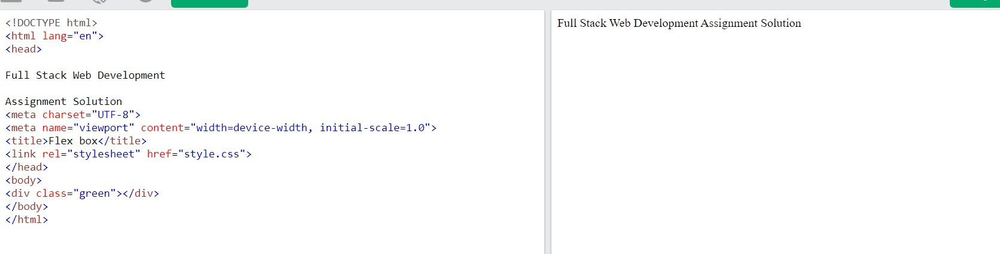 <!DOCTYPE html>
<html lang="en">
<head>
Full Stack Web Development
Assignment Solution
<meta charset="UTF-8">
<meta name="viewport" content="width=device-width, initial-scale=1.0">
<title>Flex box</title>
<link rel="stylesheet" href="style.css">
</head>
<body>
<div class="green"></div>
</body>
</html>
Full Stack Web Development Assignment Solution